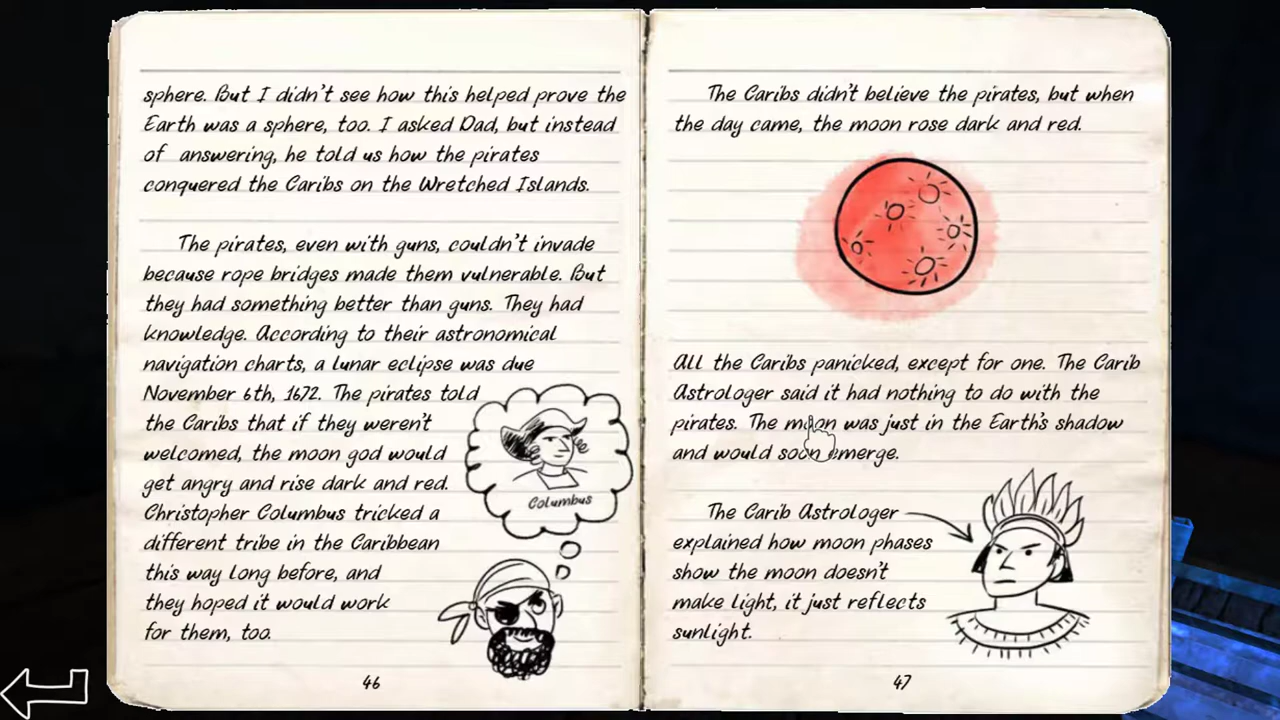 sphere. But I didn't see how this helped prove the
Earth was a sphere, too. I asked Dad, but instead
of answering, he told us how the pirates
conquered the Caribs on the Wretched Islands.
The pirates, even with guns, couldn't invade
because rope bridges made them vulnerable. But
they had something better than guns. They had
knowledge. According to their astronomical
navigation charts, a lunar eclipse was due
November 6th, 1672. The pirates told
the Caribs that if they weren't
welcomed, the moon god would
get angry and rise dark and red.
Christopher Columbus tricked a
different tribe in the Caribbean
this way long before, and
they hoped it would work
for them, too.
Columbus
46
The Caribs didn't believe the pirates, but when
the day came, the moon rose dark and red.
All the Caribs panicked, except for one. The Carib
Astrologer said it had nothing to do with the
pirates. The moon was just in the Earth's shadow
and would soon emerge.
The Carib Astrologer
explained how moon phases
show the moon doesn't
make light, it just reflects
sunlight.
47